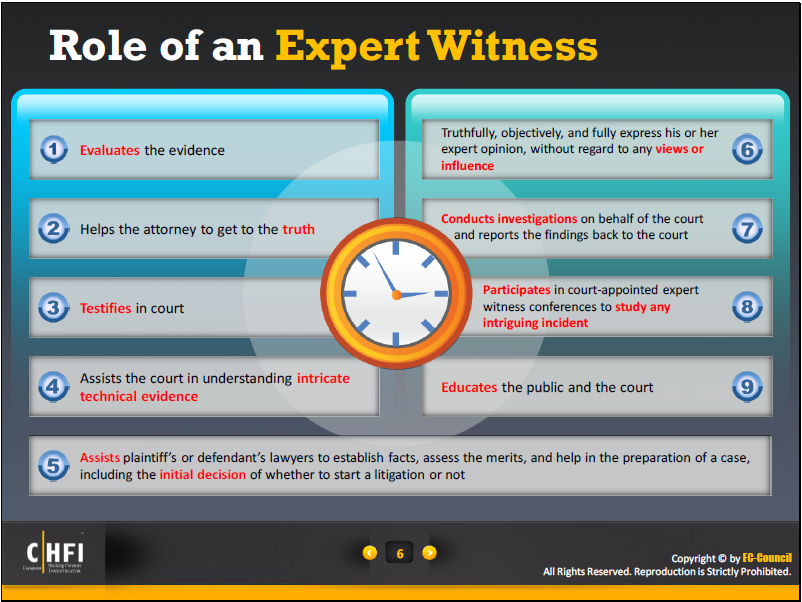 Role of an Expert Witness
1
Evaluates the evidence
2
Helps the attorney to get to the truth
3
Testifies in court
4
Assists the court in understanding intricate
technical evidence
5
Assists plaintiff's or defendant's lawyers to establish facts, assess the merits, and help in the preparation of a case,
including the initial decision of whether to start a litigation or not
Truthfully, objectively, and fully express his or her
expert opinion, without regard to any views or
influence
6
Conducts investigations on behalf of the court
and reports the findings back to the court
7
Participates in court-appointed expert
witness conferences to study any
intriguing incident
8
Educates the public and the court
9
CHFI
Computer Hacking Forensic
INVESTIGATOR
6
Copyright © by EC-Council
All Rights Reserved. Reproduction is Strictly Prohibited.